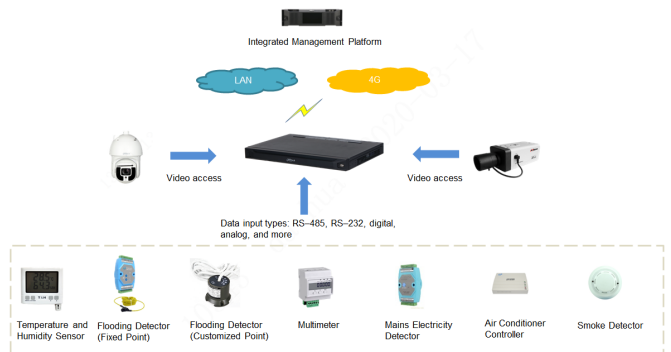 Integrated Management Platform
LAN
4G
Video access
Video access
Data input types: RS-485, RS-232, digital,
analog, and more
Temperature and
Humidity Sensor
Flooding Detector
(Fixed Point)
Flooding Detector
(Customized Point)
Multimeter
Mains Electricity
Detector
Air Conditioner
Controller
Smoke Detector